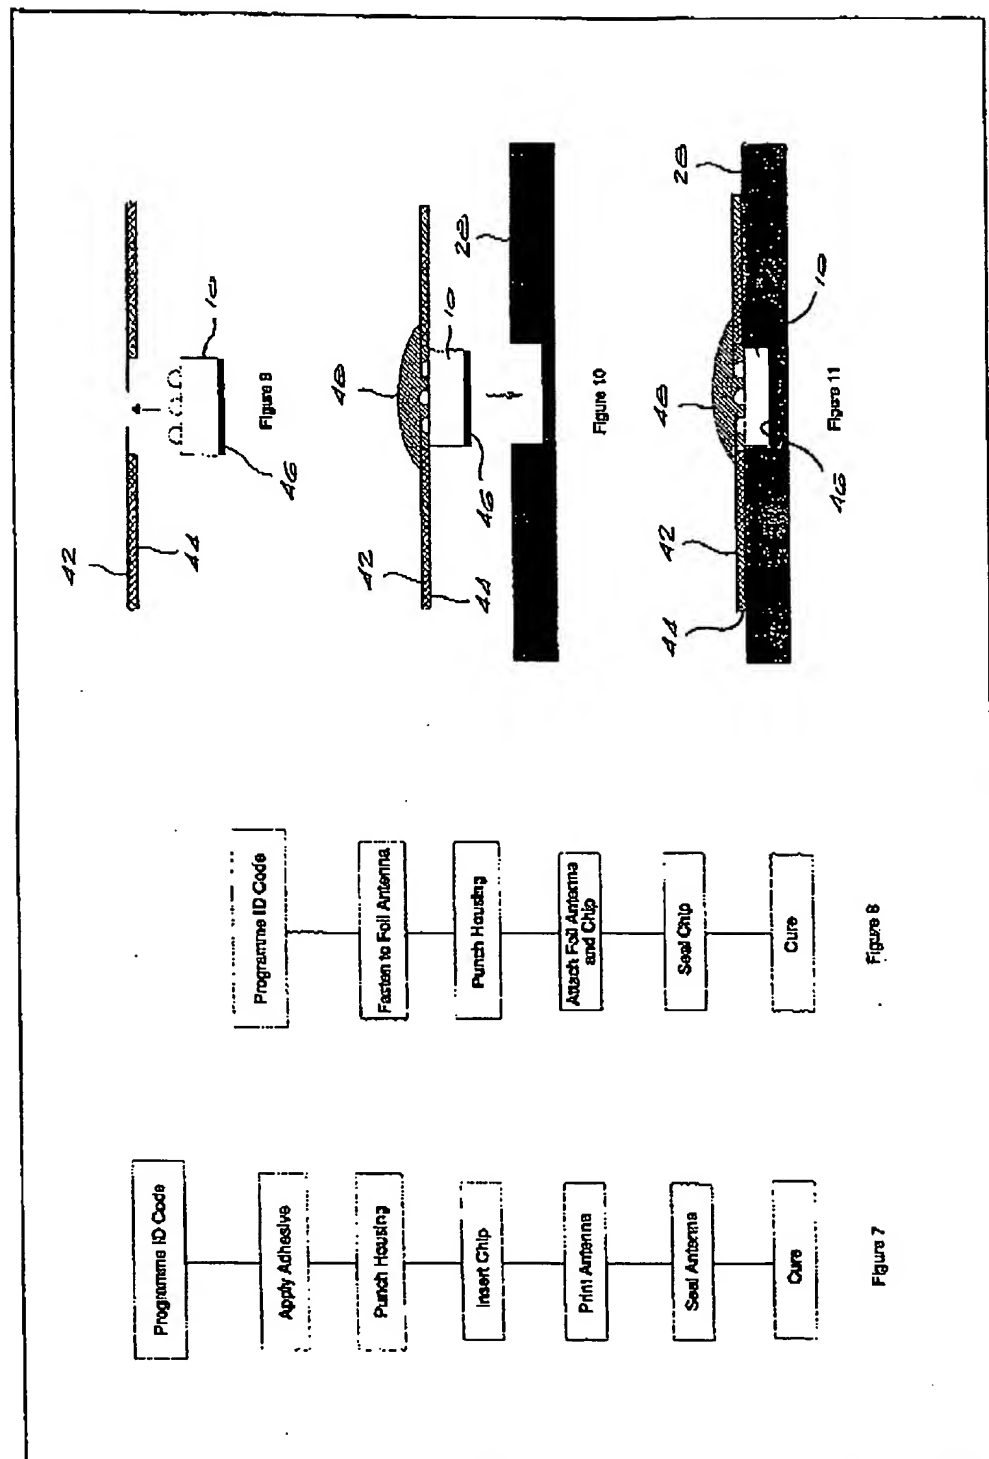 Programme ID Code
Apply Adhesive
Punch Housing
Insert Chip
Print Antenna
Seal Antenna
Cure
Figure 7
Programme ID Code
Fasten to Foil Antenna
Punch Housing
Attach Foil Antenna
and Chip
Seal Chip
Cure
Figure 8
42
44
46
10
Figure 9
48
42
44
46
10
28
Figure 10
48
42
44
46
10
28
Figure 11